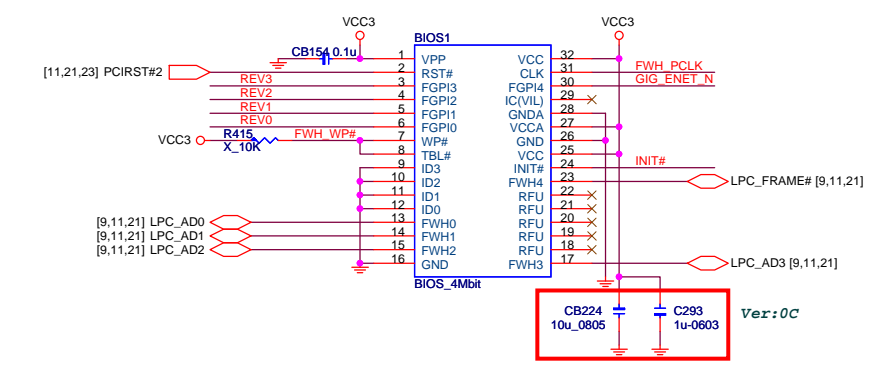 VCC3 VCC3
BIOS1
CB154 0.1u
1 VPP VCC 32
[11,21,23] PCIRST#2 2 RST# CLK 31 FWH_PCLK
REV3 3 FGPI3 FGPI4 30 GIG_ENET_N
REV2 4 FGPI2 IC(VIL) 29
REV1 5 FGPI1 GNDA 28
REV0 6 FGPI0 VCCA 27
VCC3 R415 FWH_WP# 7 WP# GND 26
X_10K 8 TBL# VCC 25
9 ID3 INIT# 24 INIT#
10 ID2 FWH4 23 LPC_FRAME# [9,11,21]
11 ID1 RFU 22
12 ID0 RFU 21
[9,11,21] LPC_AD0 13 FWH0 RFU 20
[9,11,21] LPC_AD1 14 FWH1 RFU 19
[9,11,21] LPC_AD2 15 FWH2 RFU 18
16 GND FWH3 17 LPC_AD3 [9,11,21]
BIOS_4Mbit
CB224 C293 Ver:0C
10u_0805 1u-0603